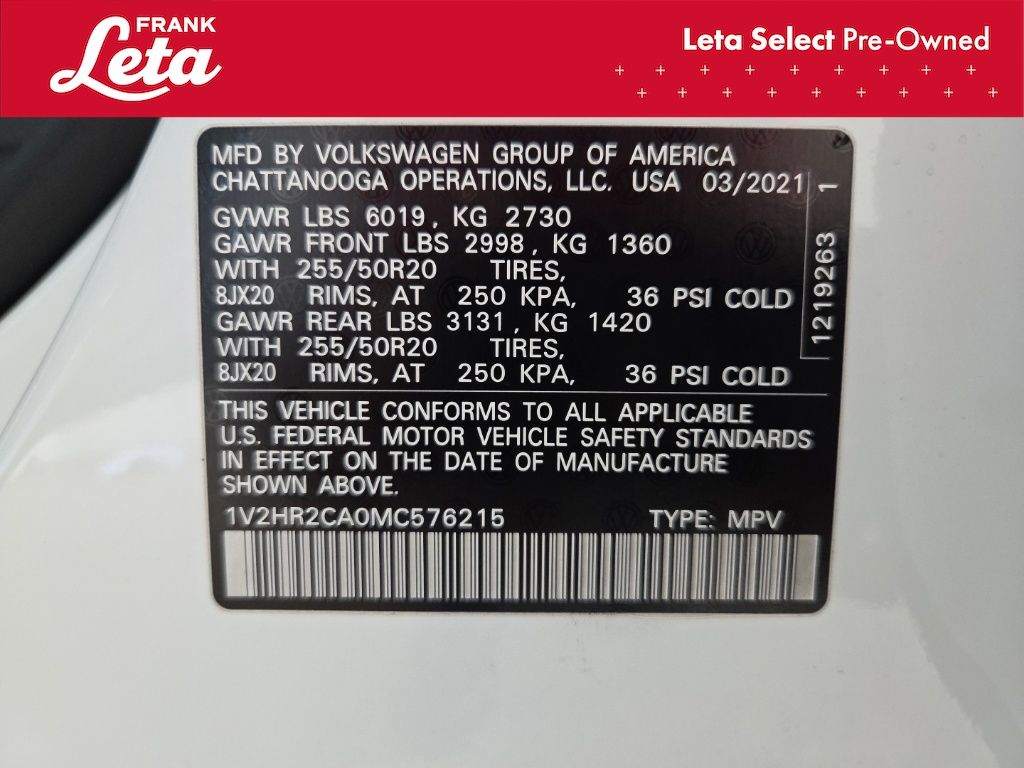 FRANK
Leta
Leta Select Pre-Owned
MFD BY VOLKSWAGEN GROUP OF AMERICA
CHATTANOOGA OPERATIONS, LLC. USA 03/2021
GVWR LBS 6019, KG 2730
GAWR FRONT LBS 2998, KG 1360
WITH 255/50R20 TIRES,
8JX20 RIMS, AT 250 KPA, 36 PSI COLD
GAWR REAR LBS 3131, KG 1420
WITH 255/50R20 TIRES,
8JX20 RIMS, AT 250 KPA, 36 PSI COLD
1219263 1
THIS VEHICLE CONFORMS TO ALL APPLICABLE
U.S. FEDERAL MOTOR VEHICLE SAFETY STANDARDS
IN EFFECT ON THE DATE OF MANUFACTURE
SHOWN ABOVE.
1V2HR2CA0MC576215 TYPE: MPV